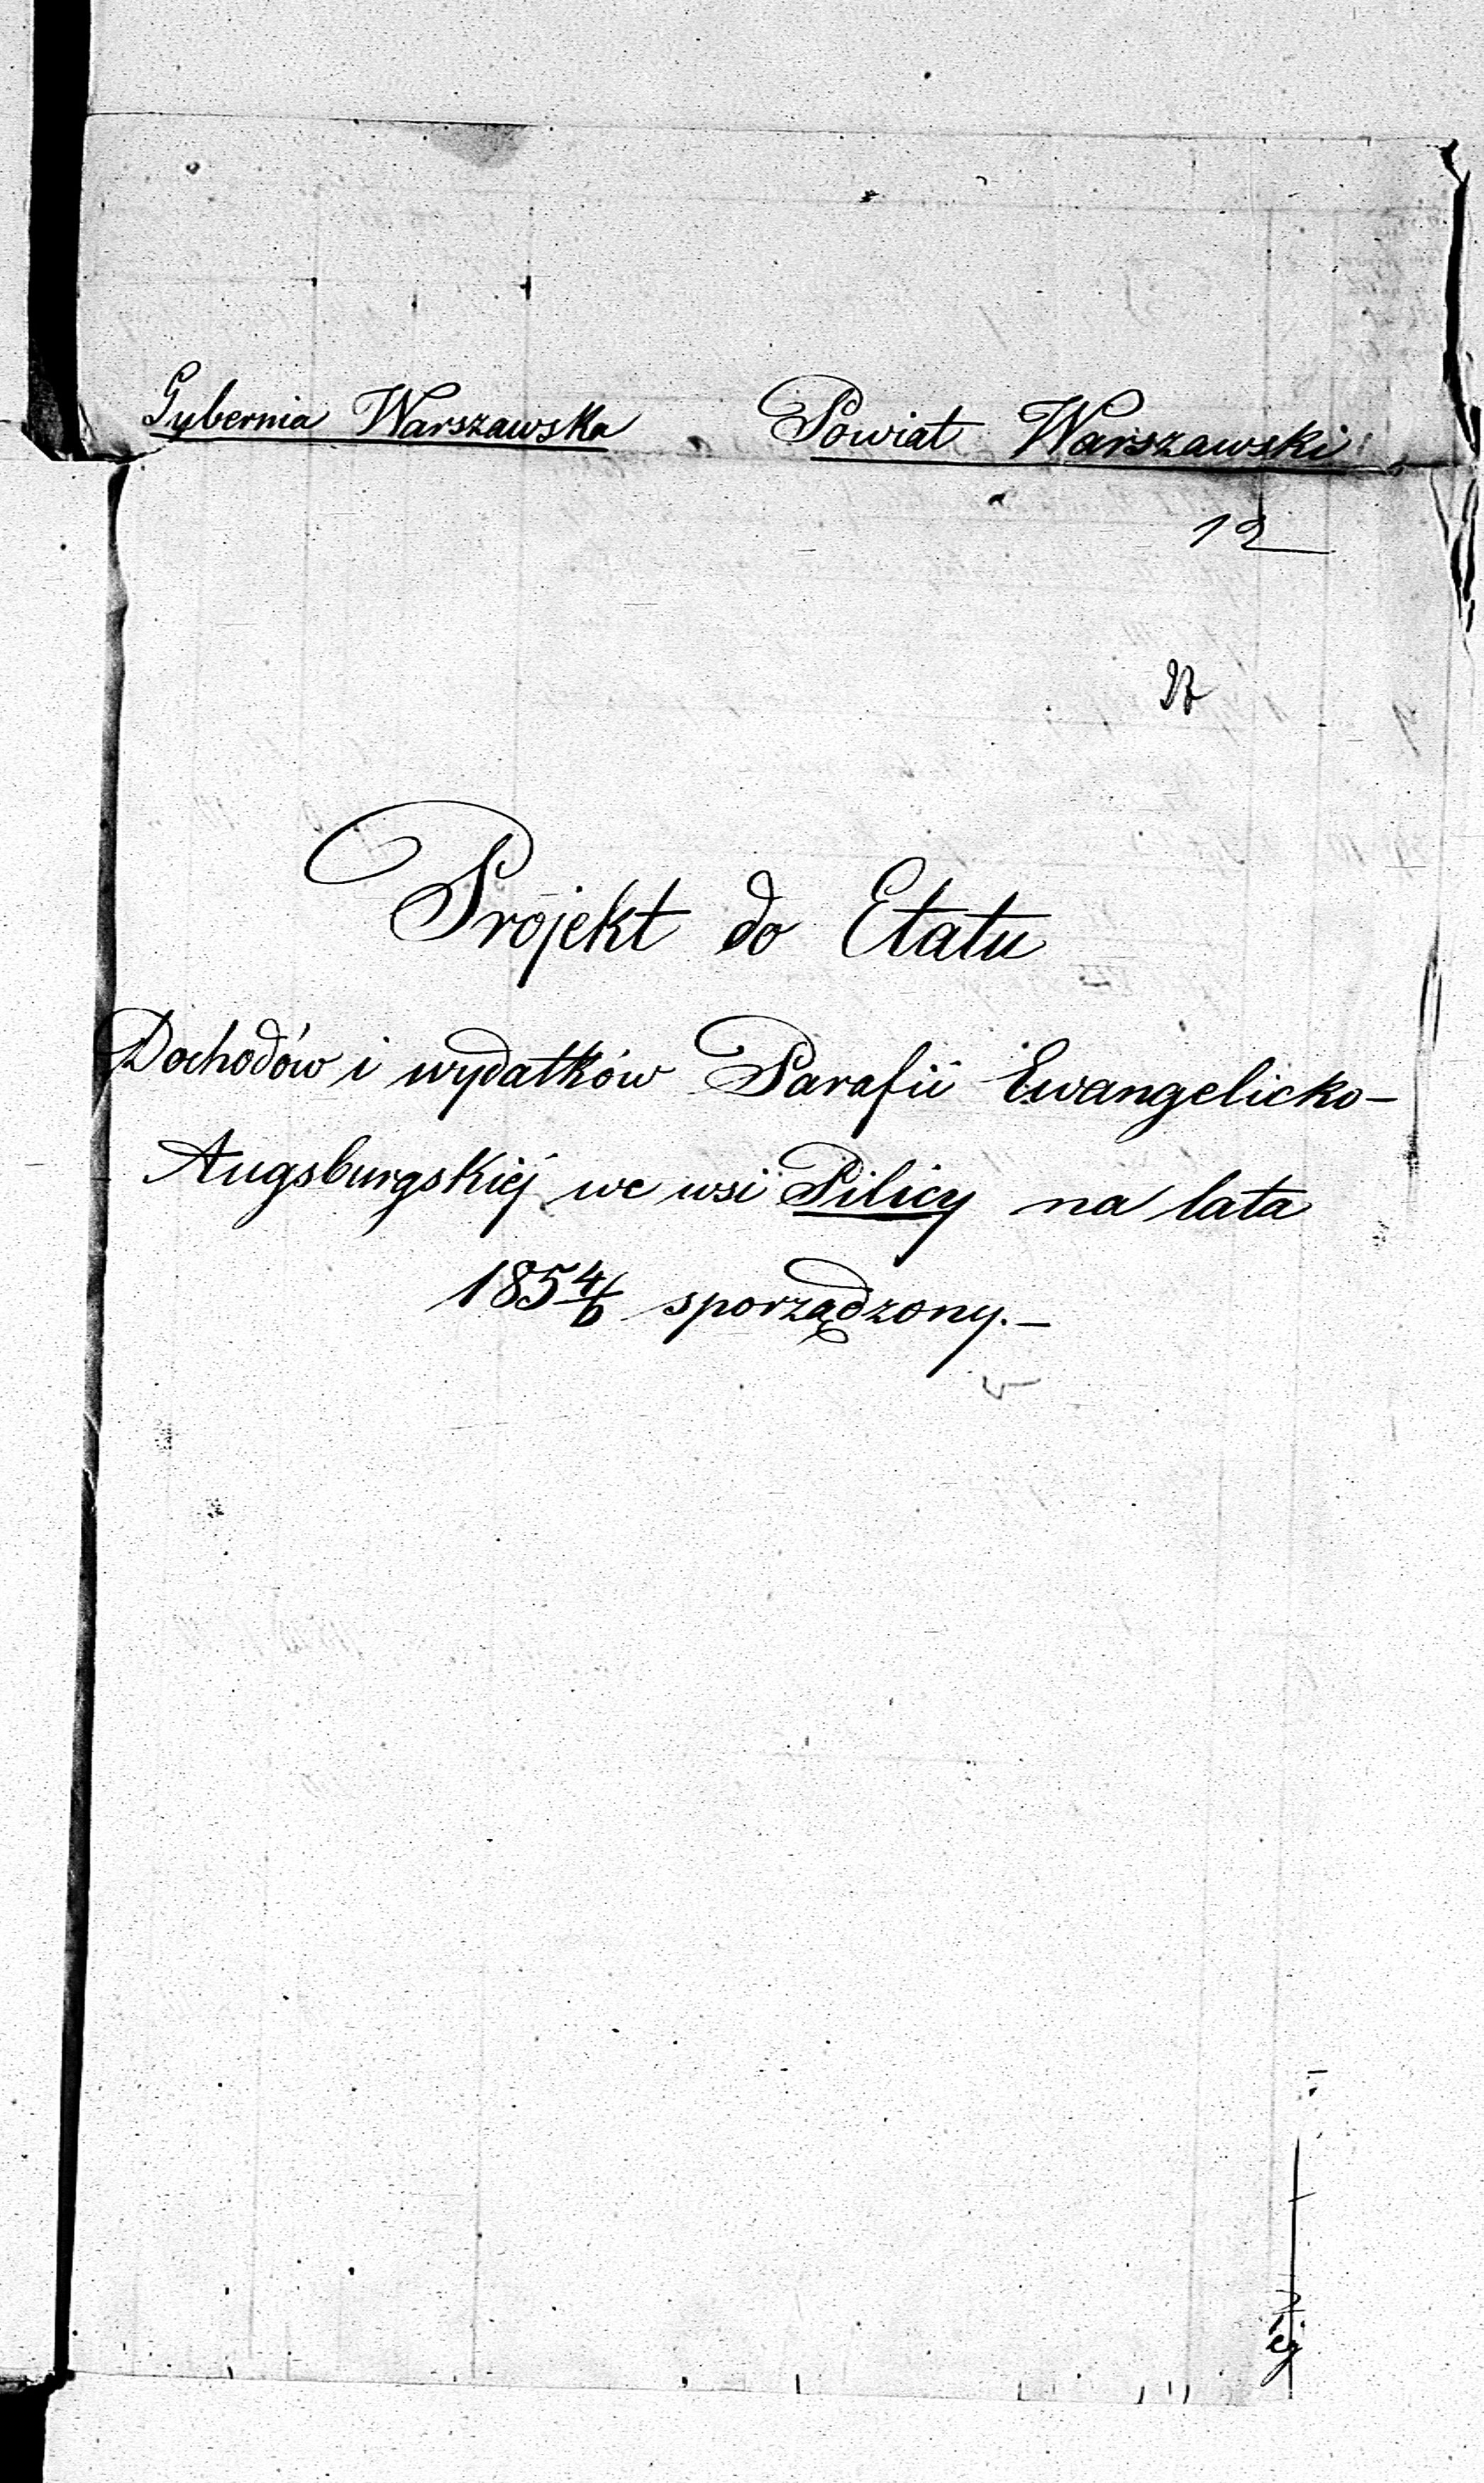 Gubernia Warszawska Powiat Warszawski
12
Projekt do Etatu
Dochodów i wydatków Parafii Ewangelicko-
Augsburgskiéj we wsi Pilicy na lata
1854/6 sporządzony.—